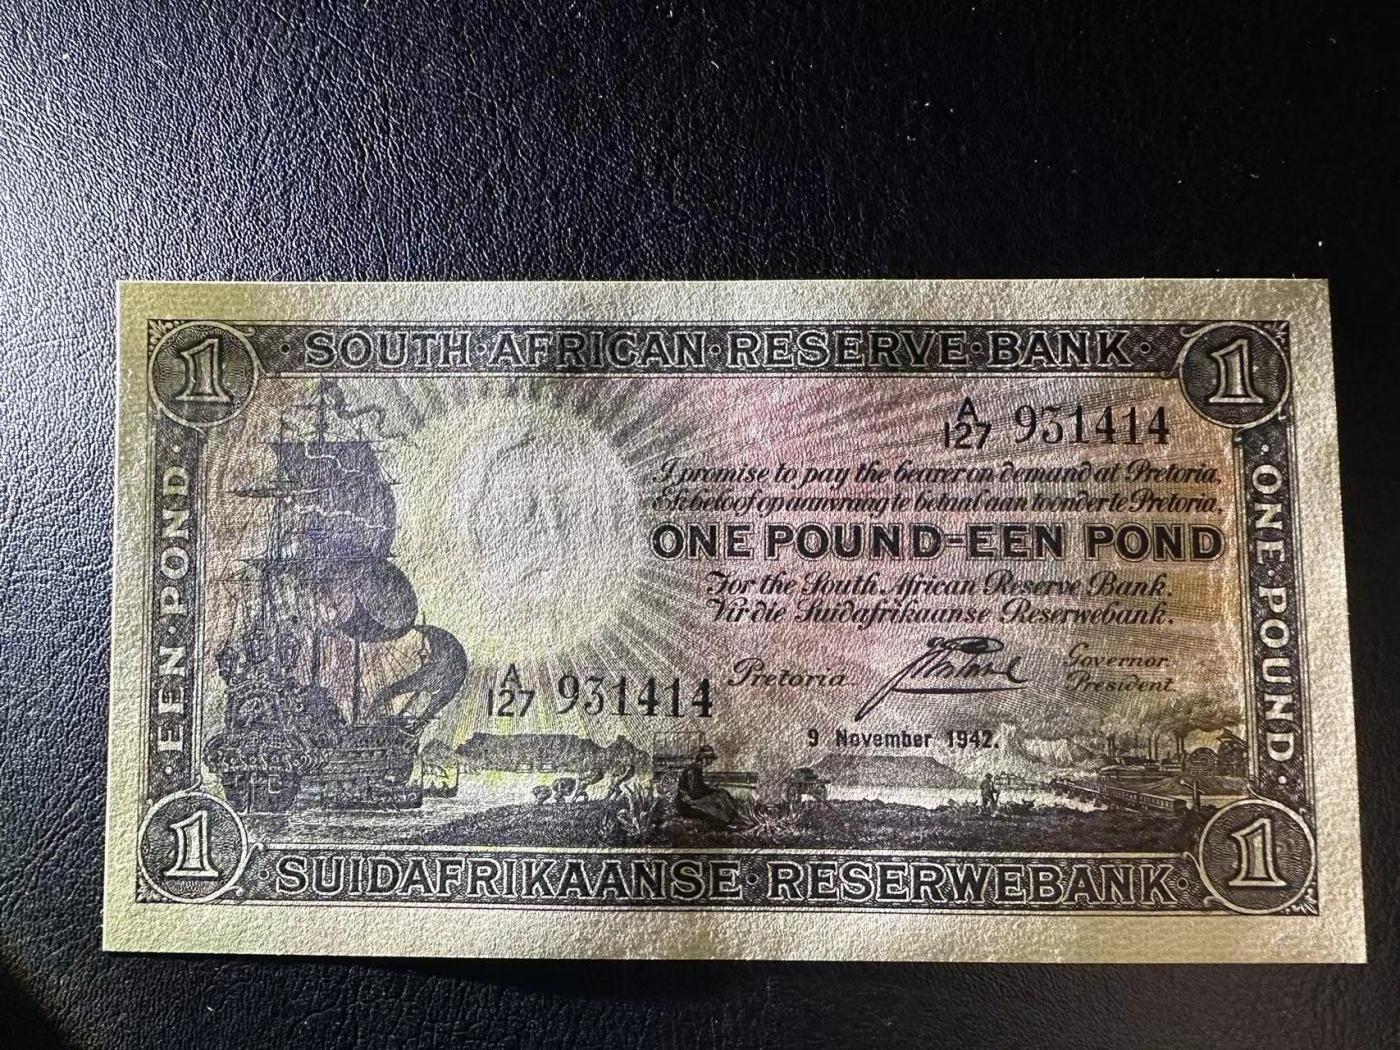 1 · SOUTH · AFRICAN · RESERVE · BANK · 1
A/127 931414
I promise to pay the bearer on demand at Pretoria,
Ek beloof op aanvraag te betaal aan toonder te Pretoria,
ONE POUND=EEN POND
For the South African Reserve Bank.
Vir die Suidafrikaanse Reserwebank.
Pretoria
Governor
President.
A/127 931414
9 November 1942.
· EEN · POND ·
· ONE · POUND ·
1 · SUIDAFRIKAANSE · RESERWEBANK · 1